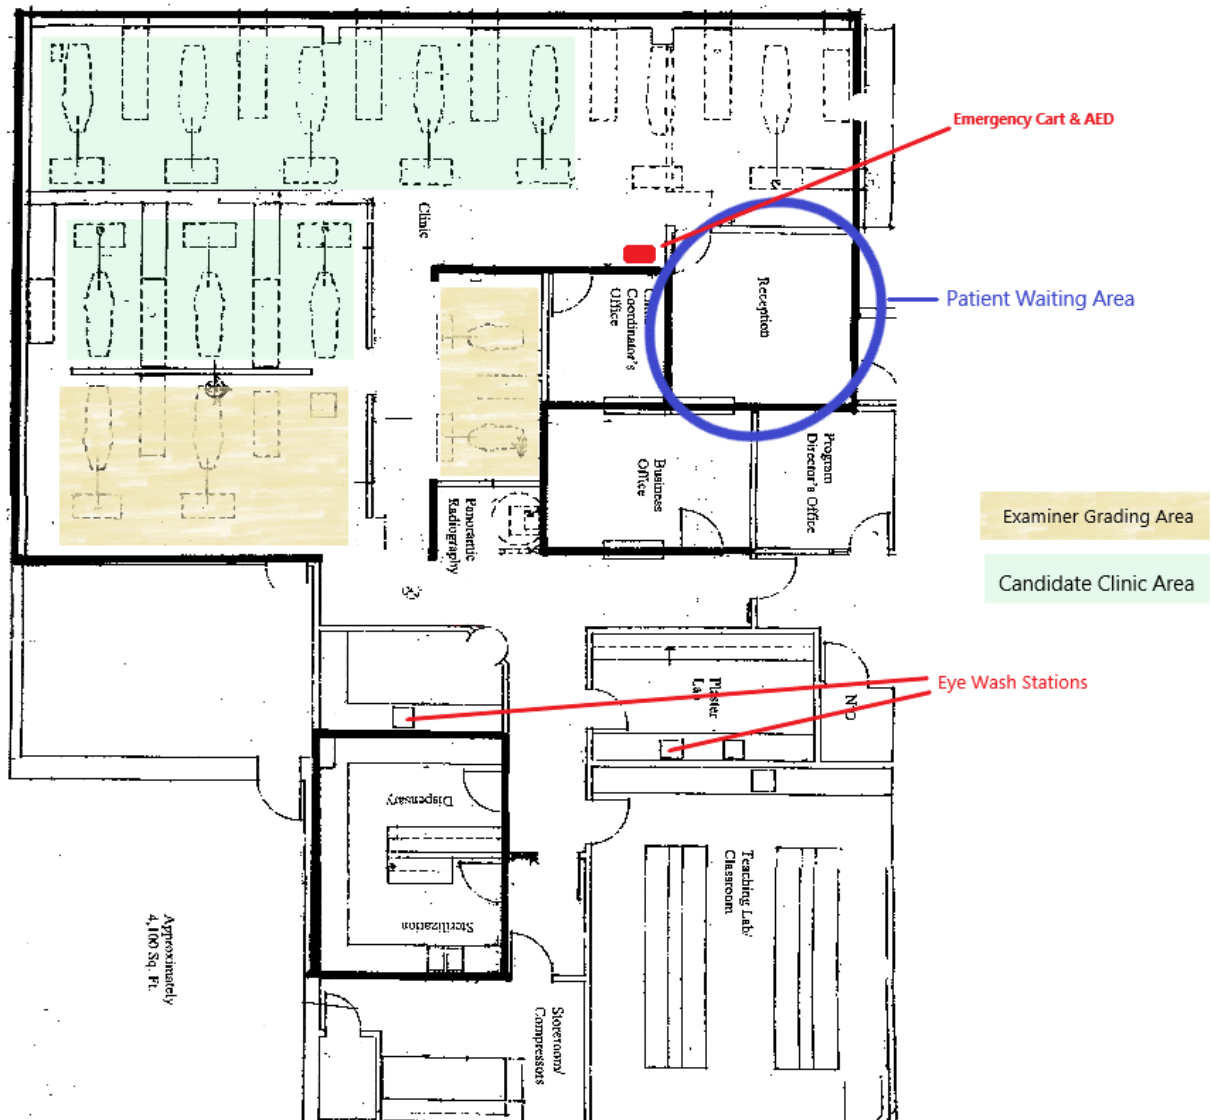 Emergency Cart & AED
Clinic
Coordinator's
Office
Reception
Patient Waiting Area
Program
Director's Office
Business
Office
Panoramic
Radiography
Examiner Grading Area
Candidate Clinic Area
Eye Wash Stations
Plaster
Lab
Dispensary
Teaching Lab/
Classroom
Sterilization
Approximately
4,100 Sq. Ft.
Storeroom/
Compressors